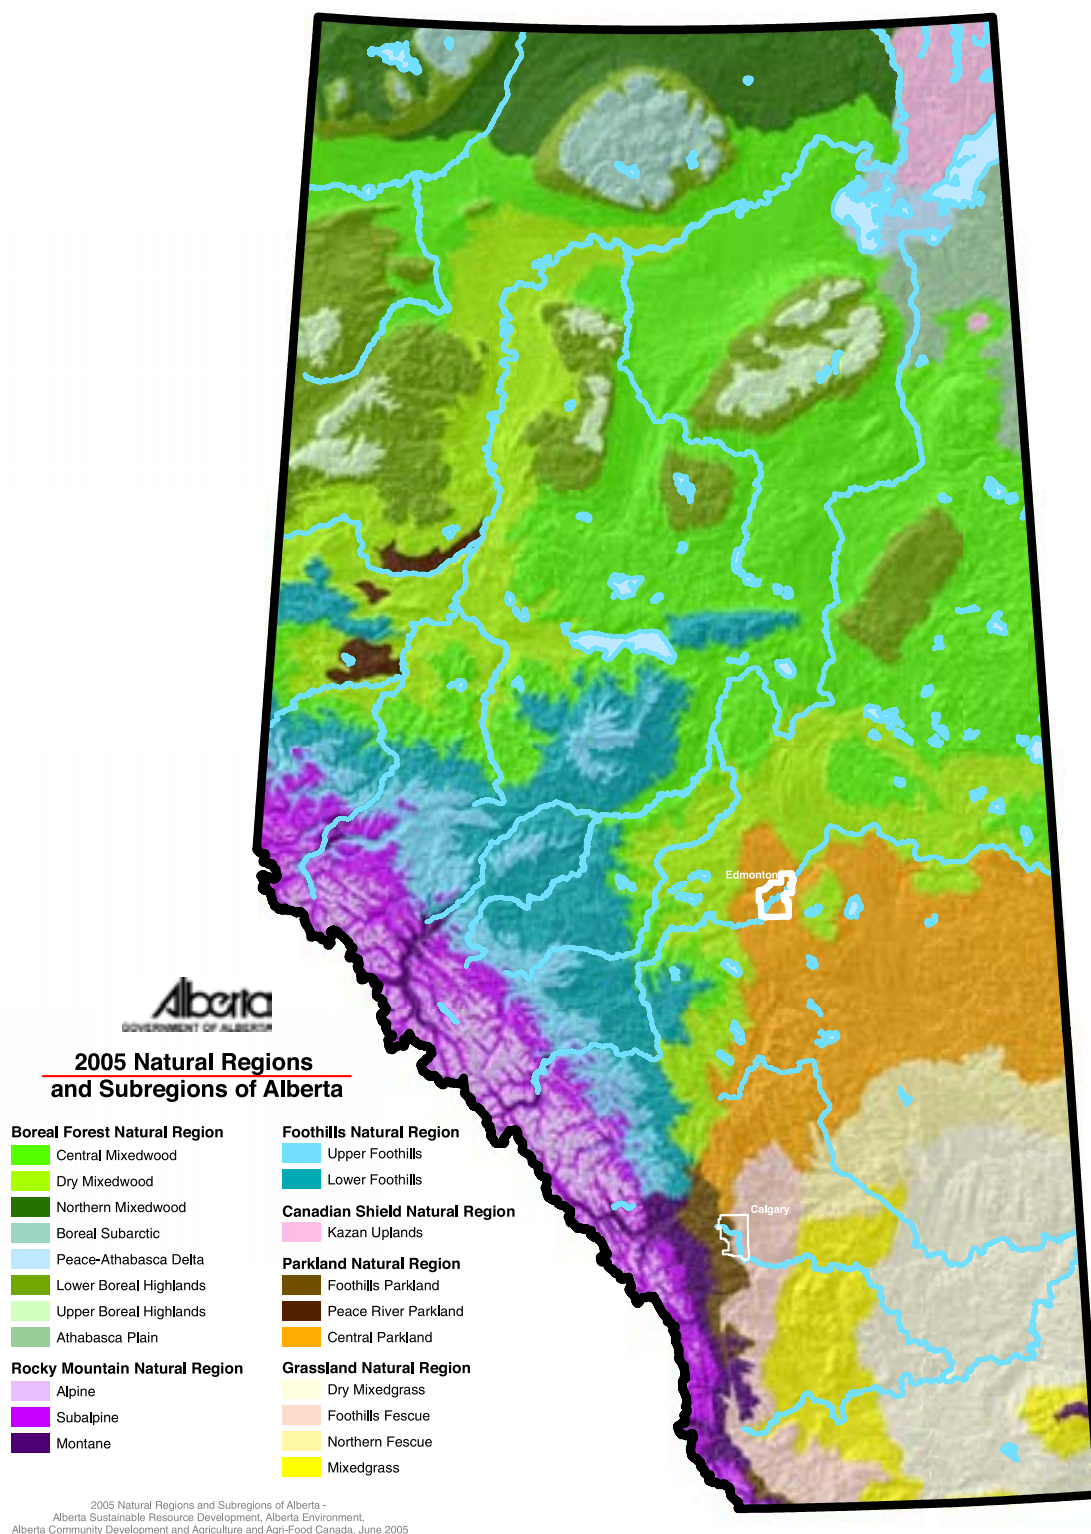 Edmonton
Alberta
GOVERNMENT OF ALBERTA
2005 Natural Regions
and Subregions of Alberta
Boreal Forest Natural Region
Central Mixedwood
Dry Mixedwood
Northern Mixedwood
Boreal Subarctic
Peace-Athabasca Delta
Lower Boreal Highlands
Upper Boreal Highlands
Athabasca Plain
Rocky Mountain Natural Region
Alpine
Subalpine
Montane
Foothills Natural Region
Upper Foothills
Lower Foothills
Canadian Shield Natural Region
Kazan Uplands
Parkland Natural Region
Foothills Parkland
Peace River Parkland
Central Parkland
Grassland Natural Region
Dry Mixedgrass
Foothills Fescue
Northern Fescue
Mixedgrass
Calgary
2005 Natural Regions and Subregions of Alberta -
Alberta Sustainable Resource Development, Alberta Environment,
Alberta Community Development and Agriculture and Agri-Food Canada, June 2005